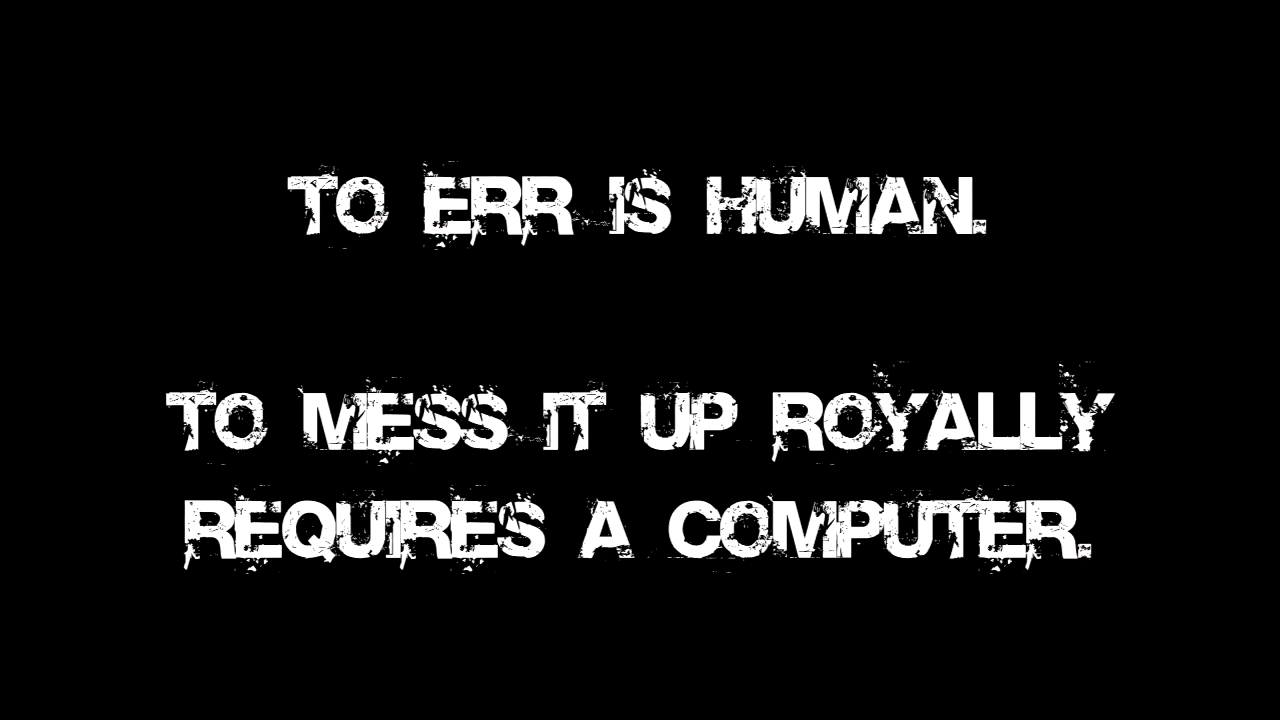 TO ERR IS HUMAN.
TO MESS IT UP ROYALLY
REQUIRES A COMPUTER.